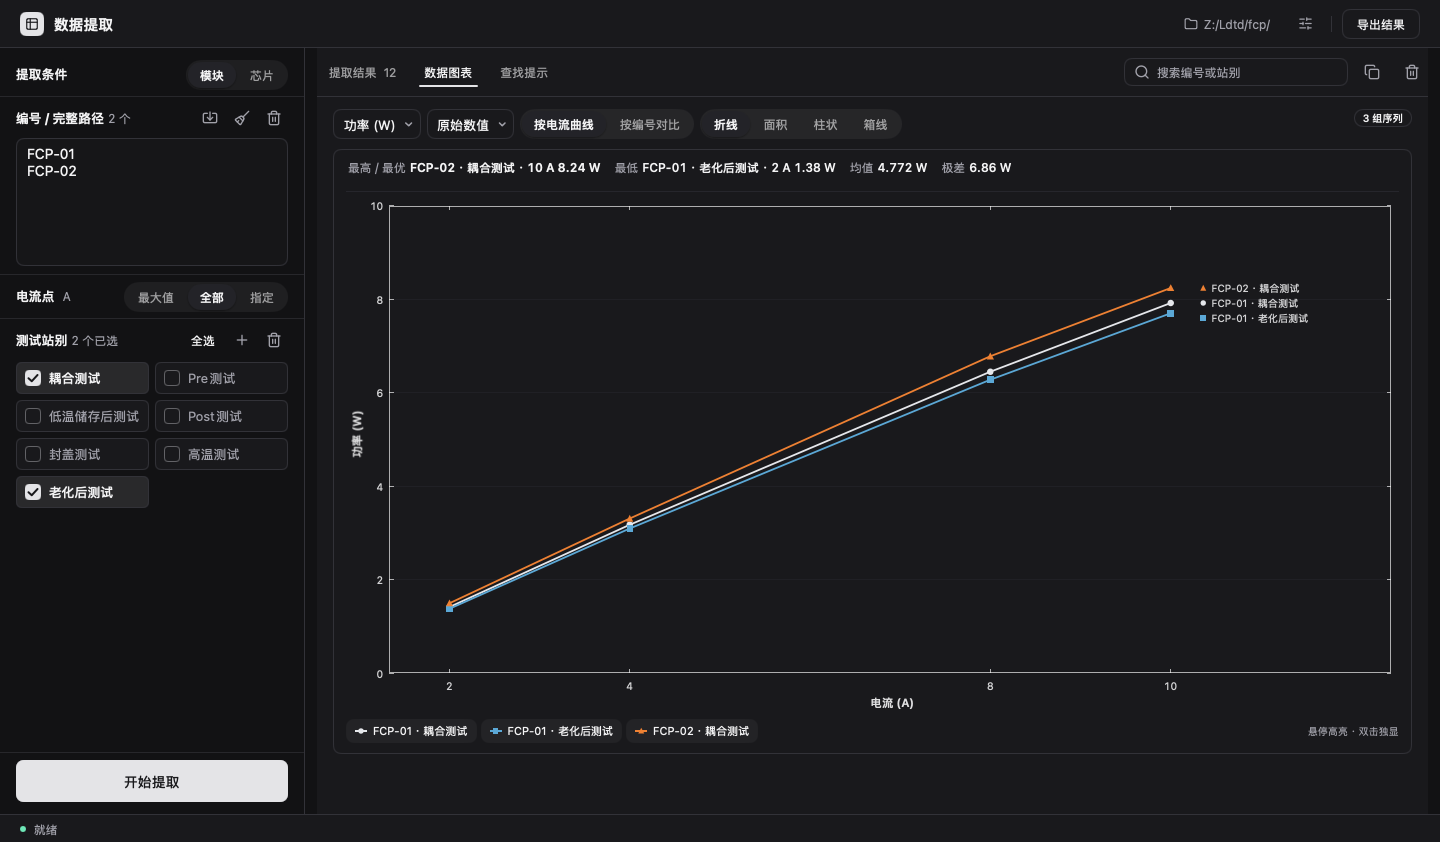 数据提取
Z:/Ldtd/fcp/
导出结果
提取条件
模块
芯片
编号 / 完整路径 2 个
FCP-01
FCP-02
电流点 A
最大值
全部
指定
测试站别 2 个已选
全选
耦合测试
Pre测试
低温储存后测试
Post测试
封盖测试
高温测试
老化后测试
开始提取
就绪
提取结果 12
数据图表
查找提示
搜索编号或站别
功率 (W)
原始数值
按电流曲线
按编号对比
折线
面积
柱状
箱线
3 组序列
最高 / 最优 FCP-02 · 耦合测试 · 10 A 8.24 W 最低 FCP-01 · 老化后测试 · 2 A 1.38 W 均值 4.772 W 极差 6.86 W
10
8
6
4
2
0
功率 (W)
FCP-02 · 耦合测试
FCP-01 · 耦合测试
FCP-01 · 老化后测试
2
4
8
10
电流 (A)
FCP-01 · 耦合测试
FCP-01 · 老化后测试
FCP-02 · 耦合测试
悬停高亮 · 双击独显